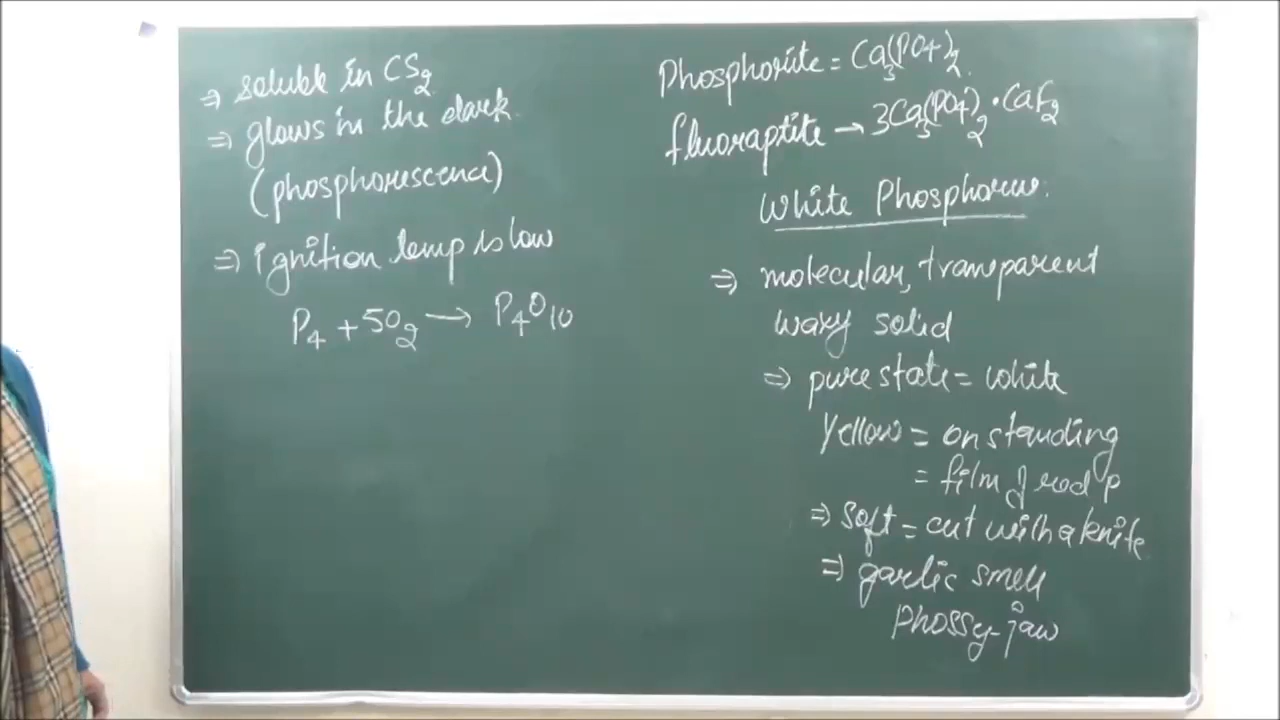 Phosphorite = Ca₃(PO₄)₂
fluoraptite → 3Ca₃(PO₄)₂ · CaF₂
White Phosphorus.
⇒ molecular, transparent
waxy solid
⇒ pure state = white
Yellow = on standing
= film of red p
⇒ soft = cut with a knife
⇒ garlic smell
Phossy-jaw
⇒ soluble in CS₂
⇒ glows in the dark
(phosphorescence)
⇒ ignition temp is low
P₄ + 5O₂ → P₄O₁₀